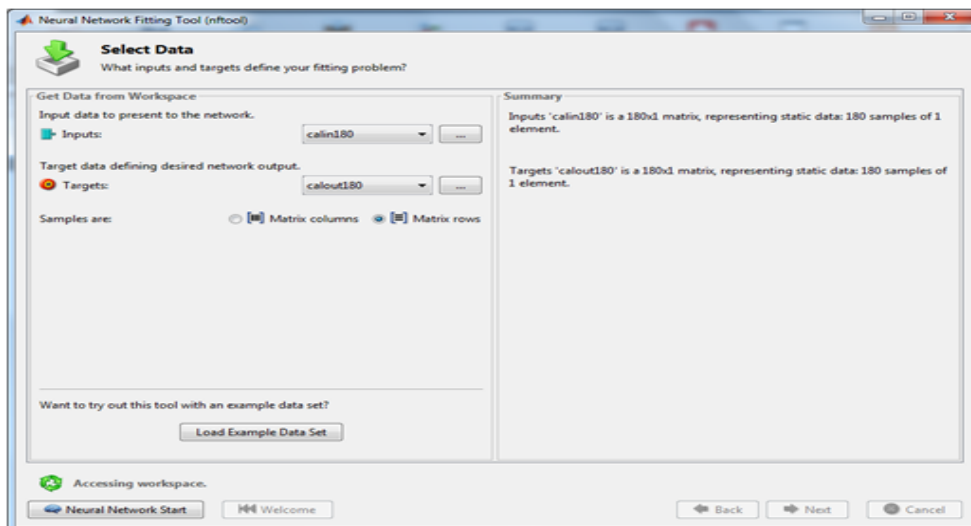 Neural Network Fitting Tool (nftool)
Select Data
What inputs and targets define your fitting problem?
Get Data from Workspace
Input data to present to the network.
Inputs: calin180 ...
Target data defining desired network output.
Targets: calout180 ...
Samples are: Matrix columns Matrix rows
Want to try out this tool with an example data set?
Load Example Data Set
Summary
Inputs 'calin180' is a 180x1 matrix, representing static data: 180 samples of 1
element.
Targets 'calout180' is a 180x1 matrix, representing static data: 180 samples of
1 element.
Accessing workspace.
Neural Network Start Welcome Back Next Cancel